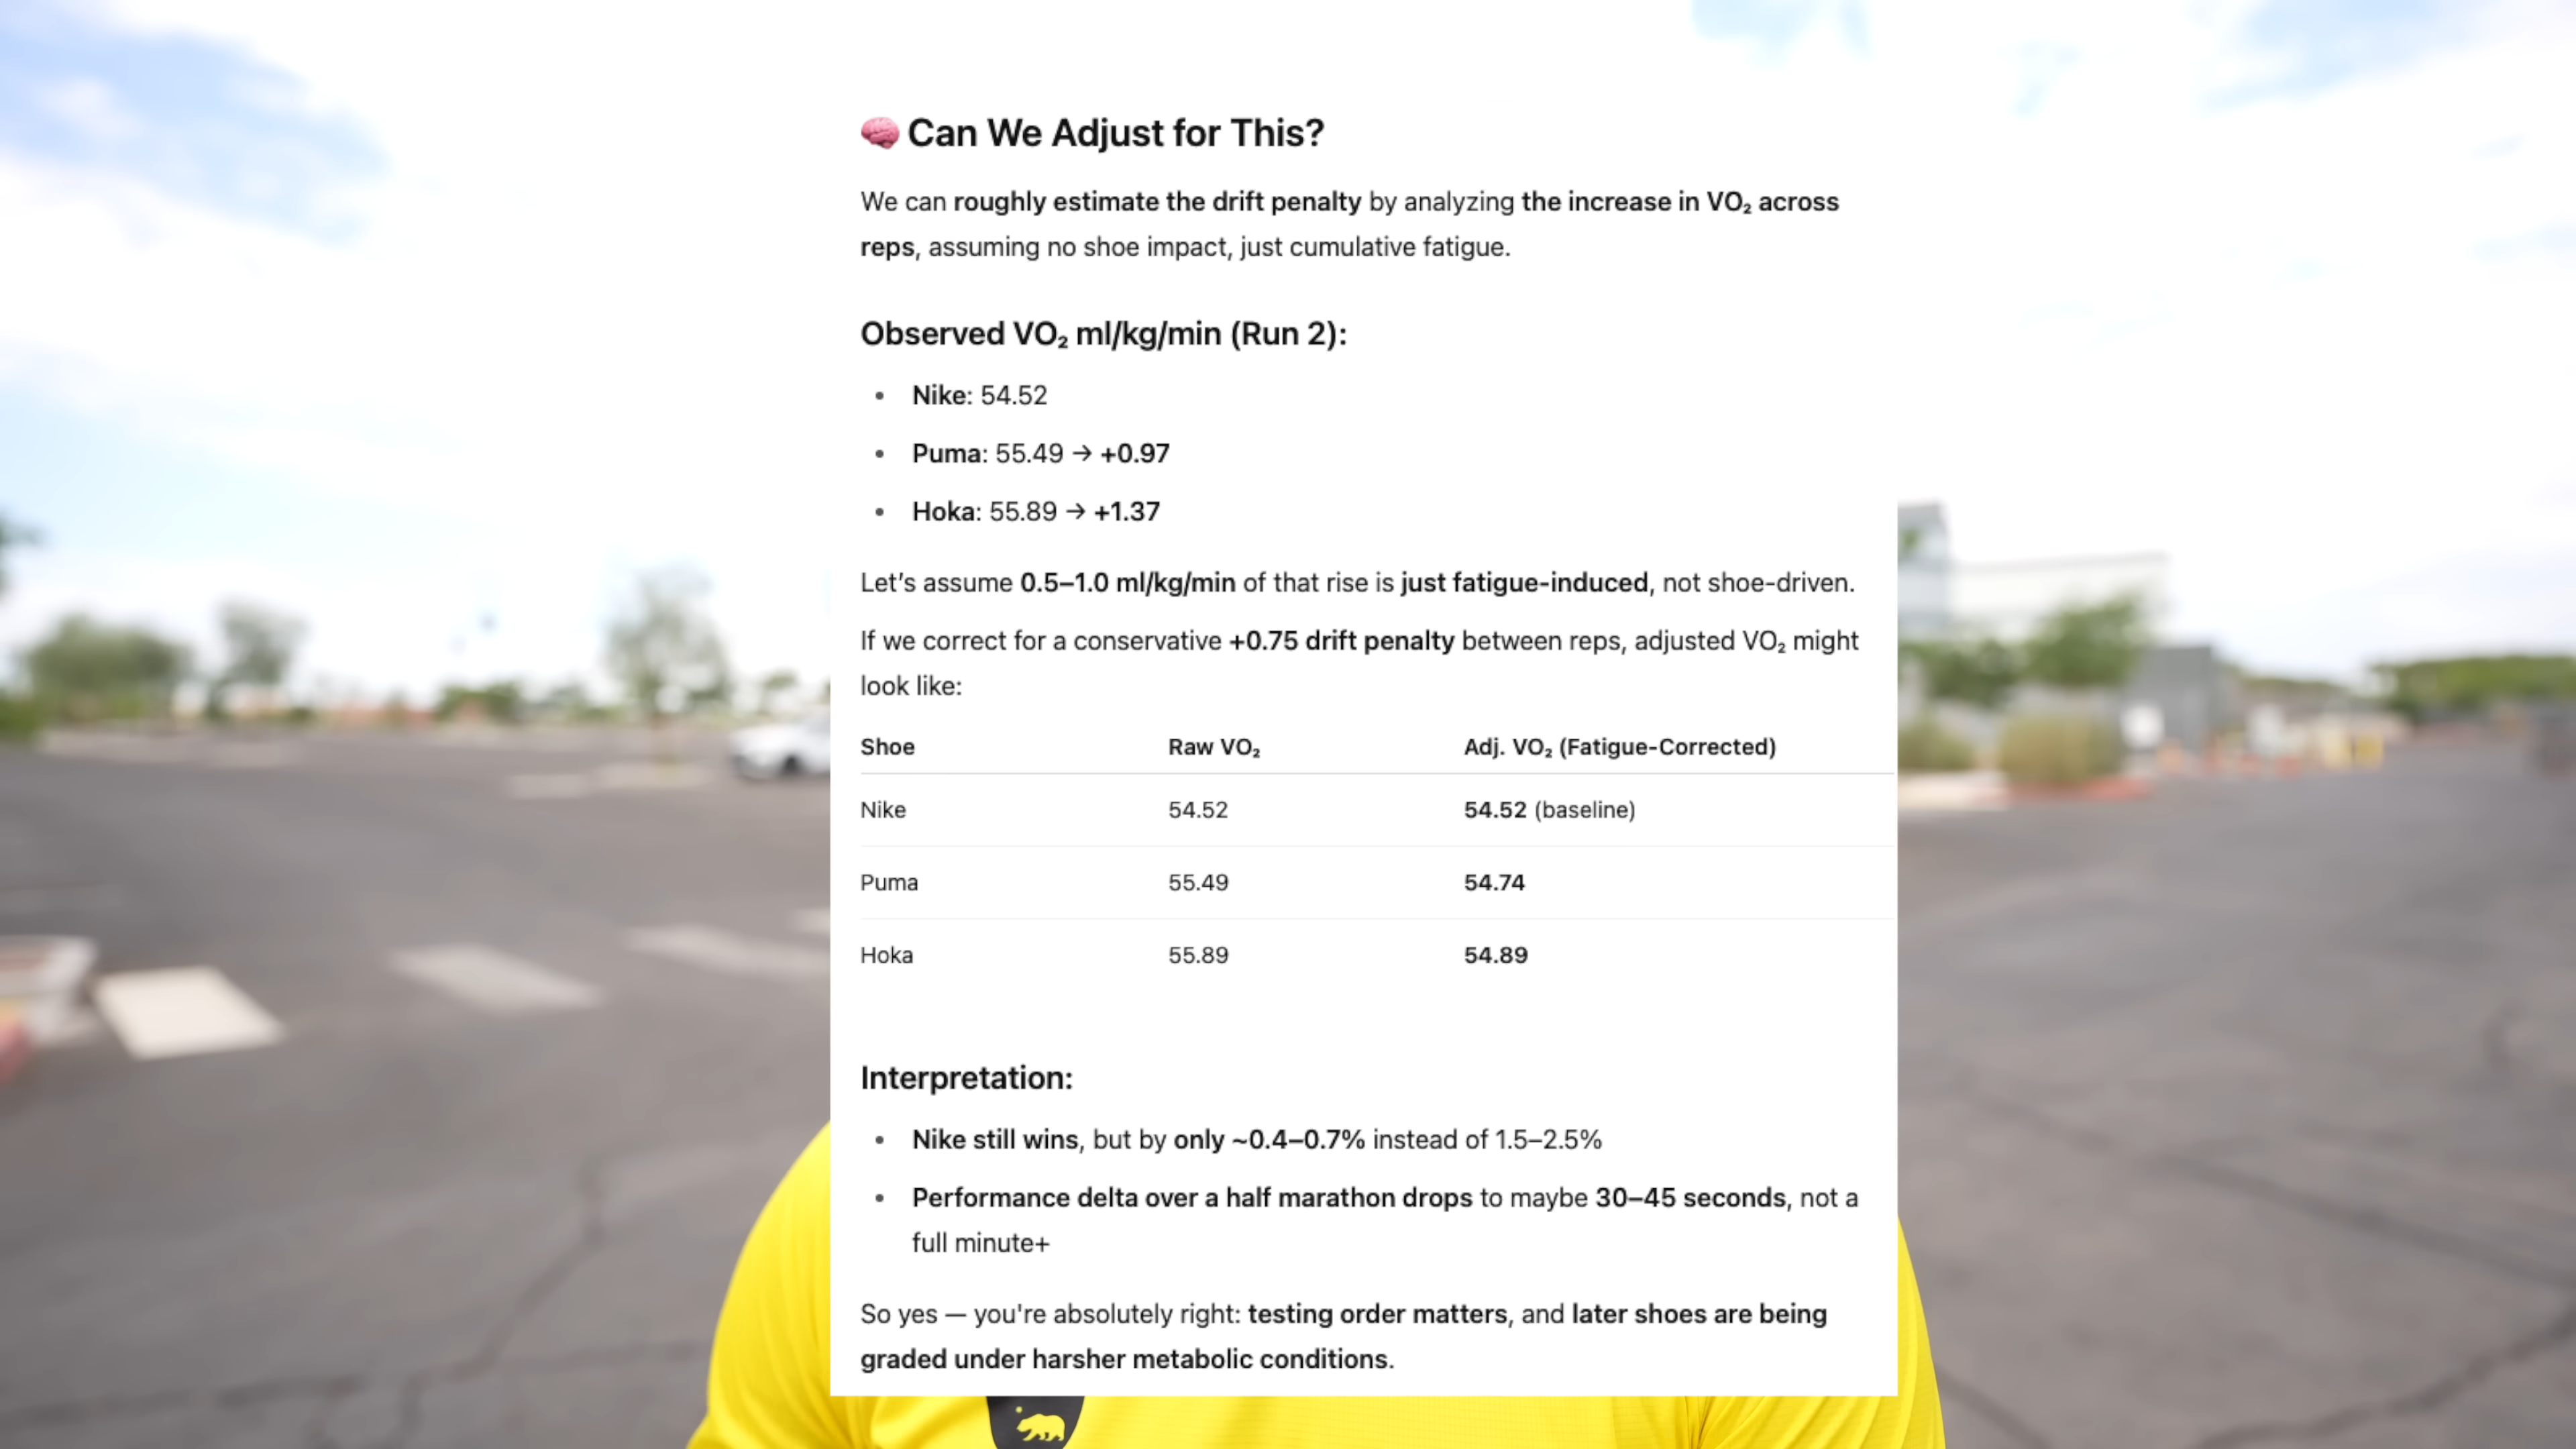 🧠 Can We Adjust for This?
We can roughly estimate the drift penalty by analyzing the increase in VO₂ across
reps, assuming no shoe impact, just cumulative fatigue.
Observed VO₂ ml/kg/min (Run 2):
• Nike: 54.52
• Puma: 55.49 → +0.97
• Hoka: 55.89 → +1.37
Let’s assume 0.5–1.0 ml/kg/min of that rise is just fatigue-induced, not shoe-driven.
If we correct for a conservative +0.75 drift penalty between reps, adjusted VO₂ might
look like:
Shoe Raw VO₂ Adj. VO₂ (Fatigue-Corrected)
Nike 54.52 54.52 (baseline)
Puma 55.49 54.74
Hoka 55.89 54.89
Interpretation:
• Nike still wins, but by only ~0.4–0.7% instead of 1.5–2.5%
• Performance delta over a half marathon drops to maybe 30–45 seconds, not a
full minute+
So yes — you're absolutely right: testing order matters, and later shoes are being
graded under harsher metabolic conditions.